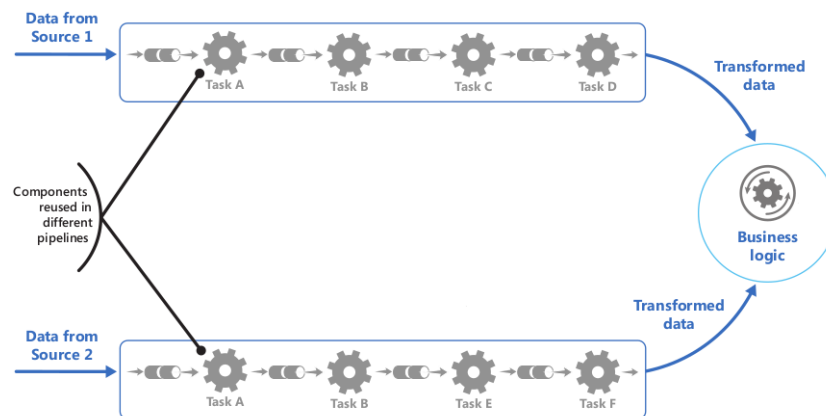 Data from
Source 1
Task A
Task B
Task C
Task D
Transformed
data
Components
reused in
different
pipelines
Business
logic
Transformed
data
Data from
Source 2
Task A
Task B
Task E
Task F